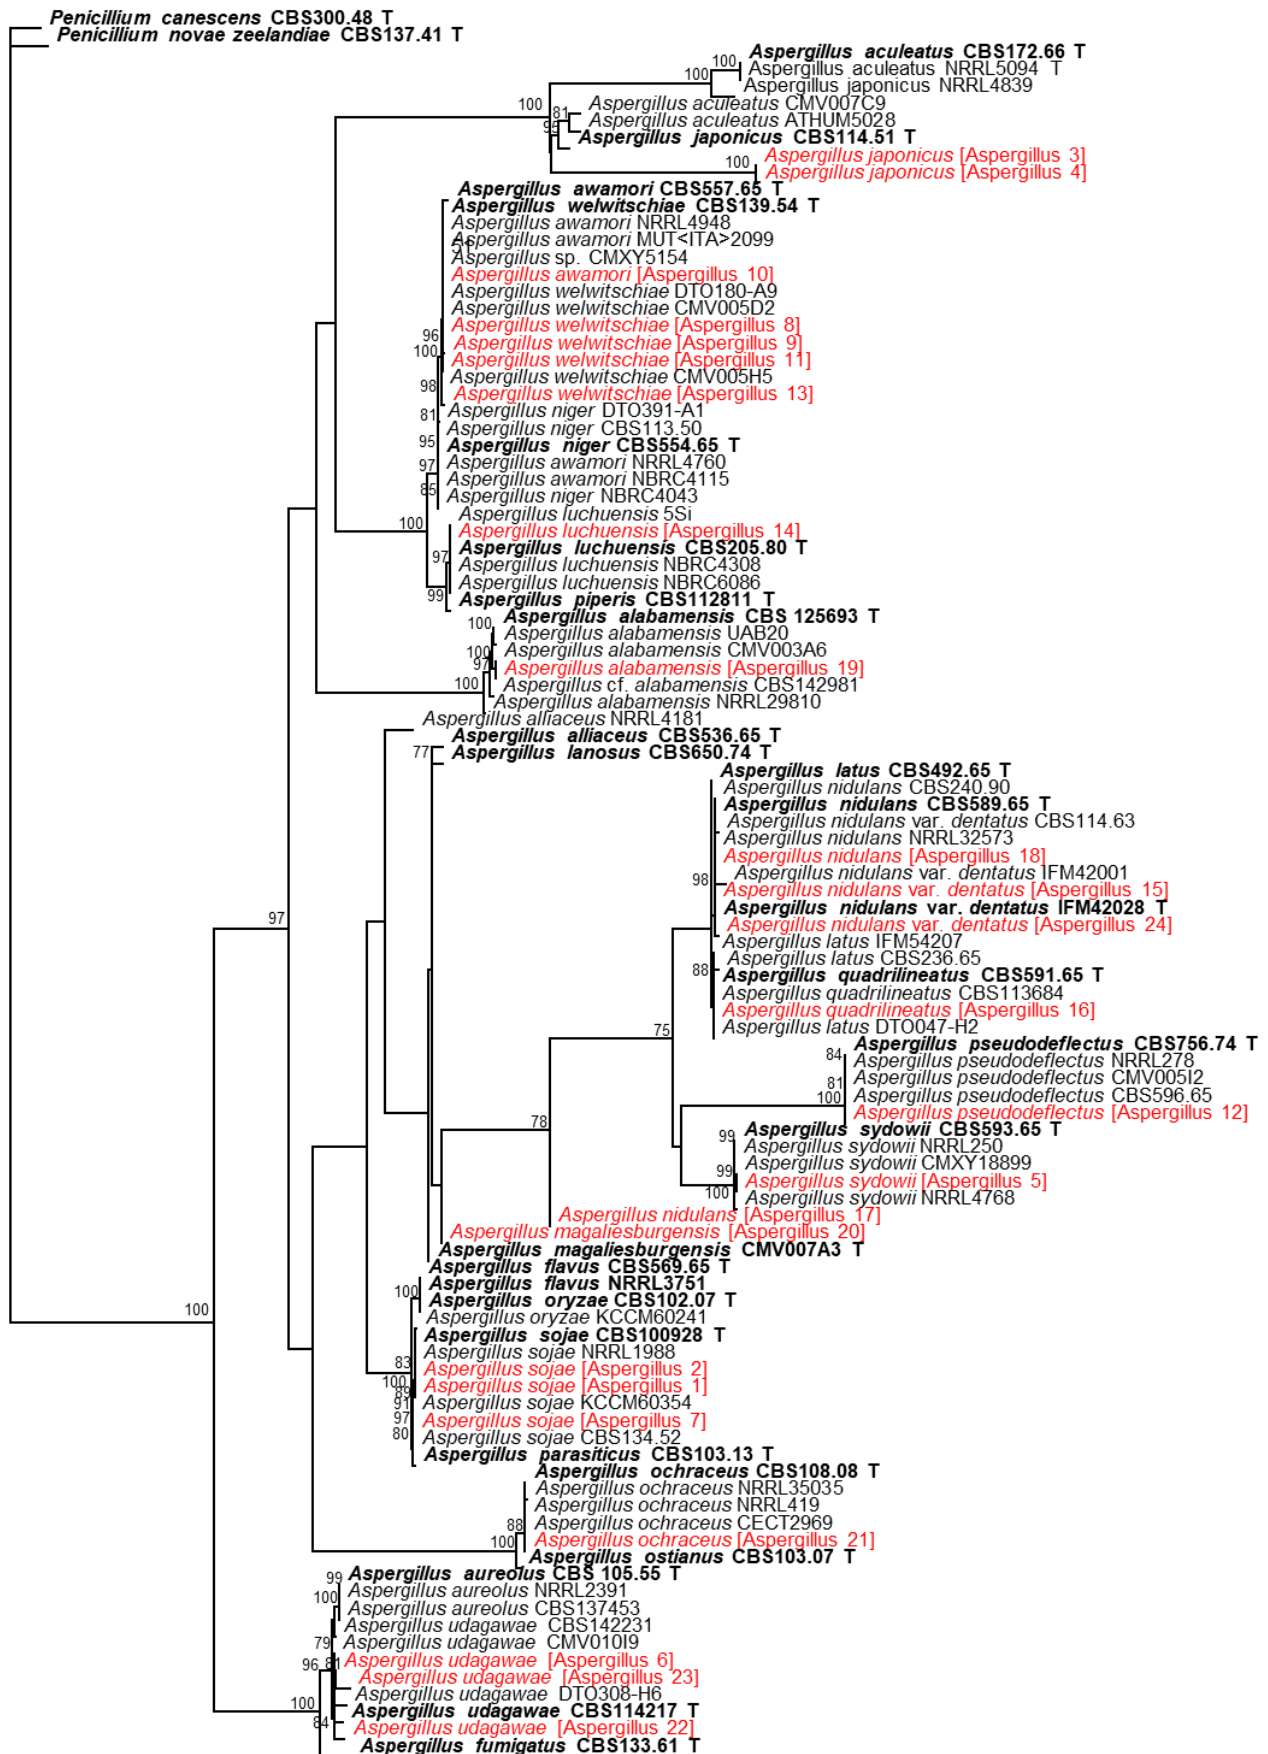 Penicillium canescens CBS300.48 T
Penicillium novae zeelandiae CBS137.41 T
Aspergillus aculeatus CBS172.66 T
100
Aspergillus aculeatus NRRL5094 T
100
Aspergillus japonicus NRRL4839
100
Aspergillus aculeatus CMV007C9
81
Aspergillus aculeatus ATHUM5028
95
Aspergillus japonicus CBS114.51 T
Aspergillus japonicus [Aspergillus 3]
100
Aspergillus japonicus [Aspergillus 4]
Aspergillus awamori CBS557.65 T
Aspergillus welwitschiae CBS139.54 T
Aspergillus awamori NRRL4948
Aspergillus awamori MUT<ITA>2099
Aspergillus sp. CMXY5154
Aspergillus awamori [Aspergillus 10]
Aspergillus welwitschiae DTO180-A9
Aspergillus welwitschiae CMV005D2
Aspergillus welwitschiae [Aspergillus 8]
96
Aspergillus welwitschiae [Aspergillus 9]
100
Aspergillus welwitschiae [Aspergillus 11]
Aspergillus welwitschiae CMV005H5
98
Aspergillus welwitschiae [Aspergillus 13]
81
Aspergillus niger DTO391-A1
Aspergillus niger CBS113.50
95
Aspergillus niger CBS554.65 T
97
Aspergillus awamori NRRL4760
Aspergillus awamori NBRC4115
85
Aspergillus niger NBRC4043
Aspergillus luchuensis 5Si
100
Aspergillus luchuensis [Aspergillus 14]
97
Aspergillus luchuensis CBS205.80 T
Aspergillus luchuensis NBRC4308
Aspergillus luchuensis NBRC6086
99
Aspergillus piperis CBS112811 T
Aspergillus alabamensis CBS 125693 T
100
Aspergillus alabamensis UAB20
100
Aspergillus alabamensis CMV003A6
97
Aspergillus alabamensis [Aspergillus 19]
100
Aspergillus cf. alabamensis CBS142981
Aspergillus alabamensis NRRL29810
Aspergillus alliaceus NRRL4181
Aspergillus alliaceus CBS536.65 T
77
Aspergillus lanosus CBS650.74 T
Aspergillus latus CBS492.65 T
Aspergillus nidulans CBS240.90
Aspergillus nidulans CBS589.65 T
Aspergillus nidulans var. dentatus CBS114.63
Aspergillus nidulans NRRL32573
Aspergillus nidulans [Aspergillus 18]
98
Aspergillus nidulans var. dentatus IFM42001
Aspergillus nidulans var. dentatus [Aspergillus 15]
Aspergillus nidulans var. dentatus IFM42028 T
97
Aspergillus nidulans var. dentatus [Aspergillus 24]
Aspergillus latus IFM54207
Aspergillus latus CBS236.65
88
Aspergillus quadrilineatus CBS591.65 T
Aspergillus quadrilineatus CBS113684
Aspergillus quadrilineatus [Aspergillus 16]
75
Aspergillus latus DTO047-H2
Aspergillus pseudodeflectus CBS756.74 T
84
Aspergillus pseudodeflectus NRRL278
81
Aspergillus pseudodeflectus CMV005I2
100
Aspergillus pseudodeflectus CBS596.65
78
Aspergillus pseudodeflectus [Aspergillus 12]
Aspergillus sydowii CBS593.65 T
99
Aspergillus sydowii NRRL250
Aspergillus sydowii CMXY18899
99
Aspergillus sydowii [Aspergillus 5]
100
Aspergillus sydowii NRRL4768
Aspergillus nidulans [Aspergillus 17]
Aspergillus magaliesburgensis [Aspergillus 20]
Aspergillus magaliesburgensis CMV007A3 T
Aspergillus flavus CBS569.65 T
100
Aspergillus flavus NRRL3751
Aspergillus oryzae CBS102.07 T
100
Aspergillus oryzae KCCM60241
Aspergillus sojae CBS100928 T
Aspergillus sojae NRRL1988
83
Aspergillus sojae [Aspergillus 2]
100
Aspergillus sojae [Aspergillus 1]
91
Aspergillus sojae KCCM60354
97
Aspergillus sojae [Aspergillus 7]
80
Aspergillus sojae CBS134.52
Aspergillus parasiticus CBS103.13 T
Aspergillus ochraceus CBS108.08 T
Aspergillus ochraceus NRRL35035
Aspergillus ochraceus NRRL419
88
Aspergillus ochraceus CECT2969
100
Aspergillus ochraceus [Aspergillus 21]
Aspergillus ostianus CBS103.07 T
99
Aspergillus aureolus CBS 105.55 T
100
Aspergillus aureolus NRRL2391
Aspergillus aureolus CBS137453
Aspergillus udagawae CBS142231
79
Aspergillus udagawae CMV010I9
96
81
Aspergillus udagawae [Aspergillus 6]
Aspergillus udagawae [Aspergillus 23]
Aspergillus udagawae DTO308-H6
100
Aspergillus udagawae CBS114217 T
84
Aspergillus udagawae [Aspergillus 22]
Aspergillus fumigatus CBS133.61 T